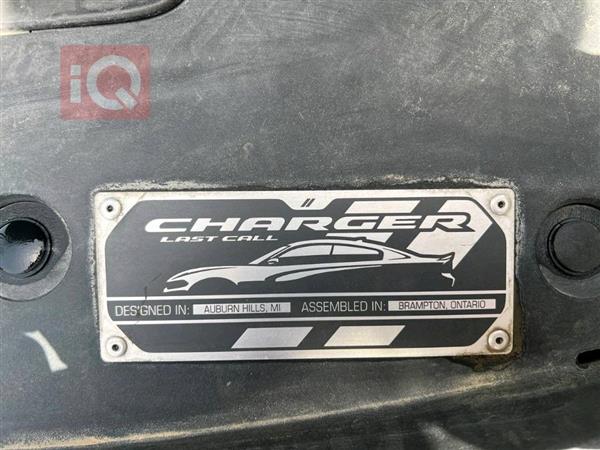 iQ
CHARGER
LAST CALL
DESIGNED IN: AUBURN HILLS, MI ASSEMBLED IN: BRAMPTON, ONTARIO